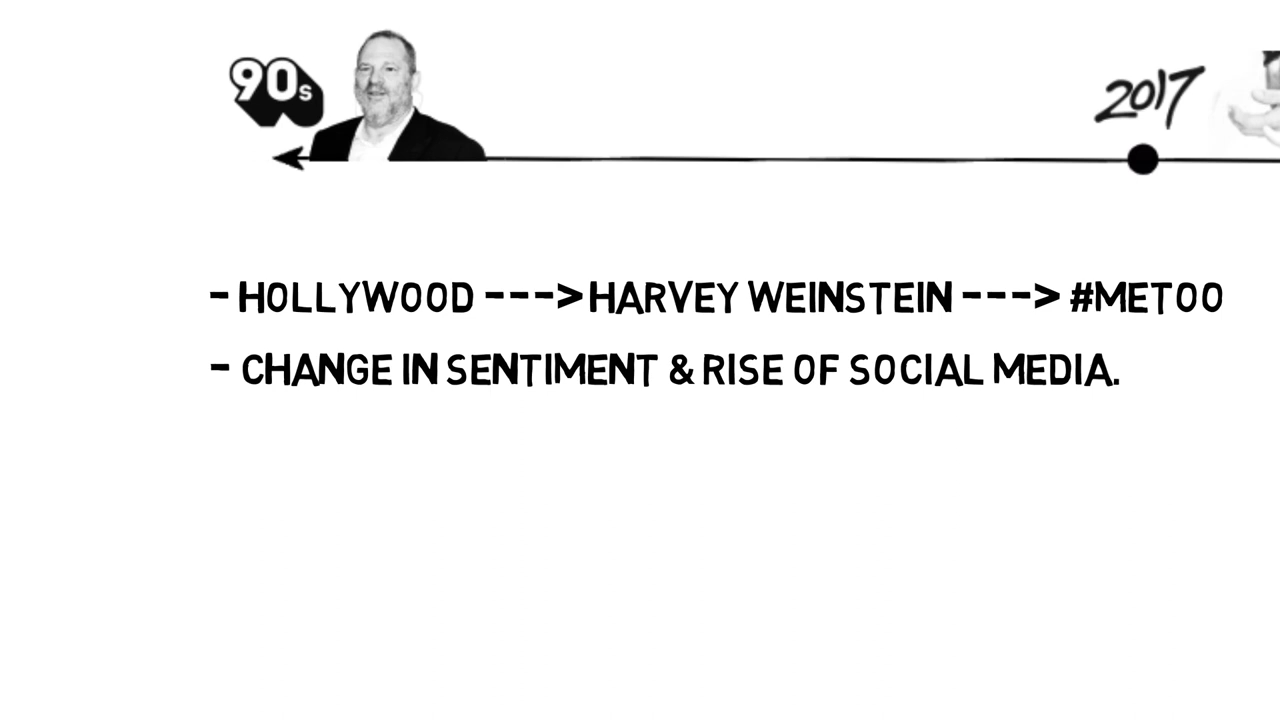 90s
2017
- HOLLYWOOD ---> HARVEY WEINSTEIN ---> #METOO
- CHANGE IN SENTIMENT & RISE OF SOCIAL MEDIA.